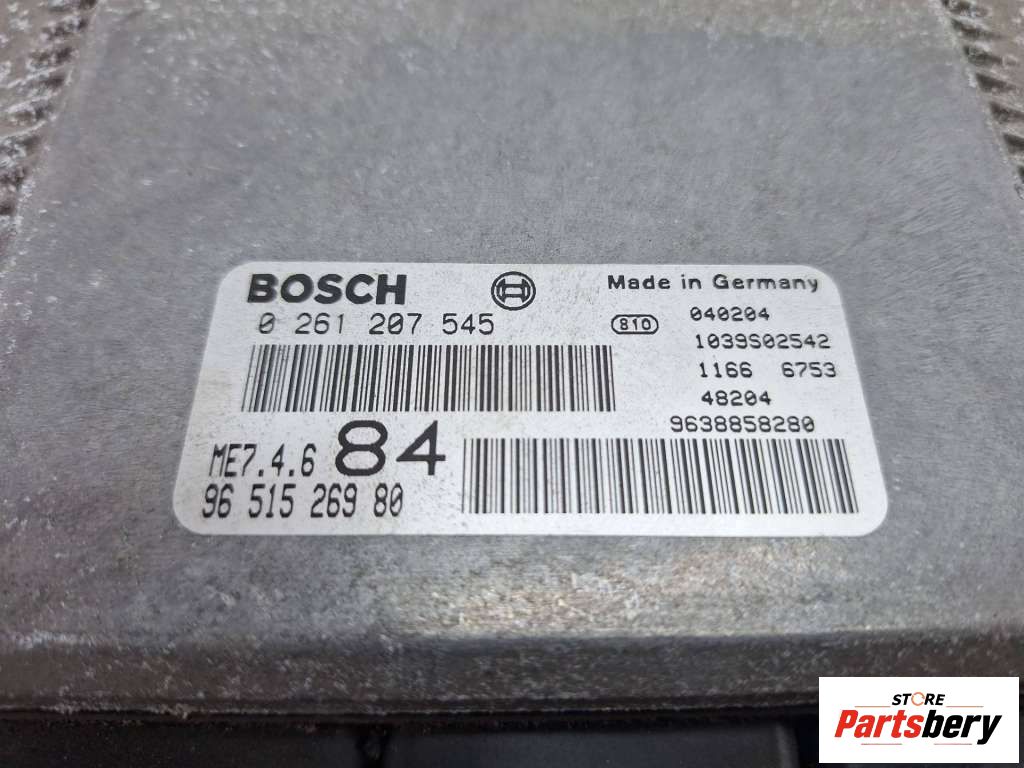 BOSCH
Made in Germany
0 261 207 545
810
040204
1039S02542
1166 6753
48204
9638858280
ME7.4.6 84
96 515 269 80
STORE
Partsbery